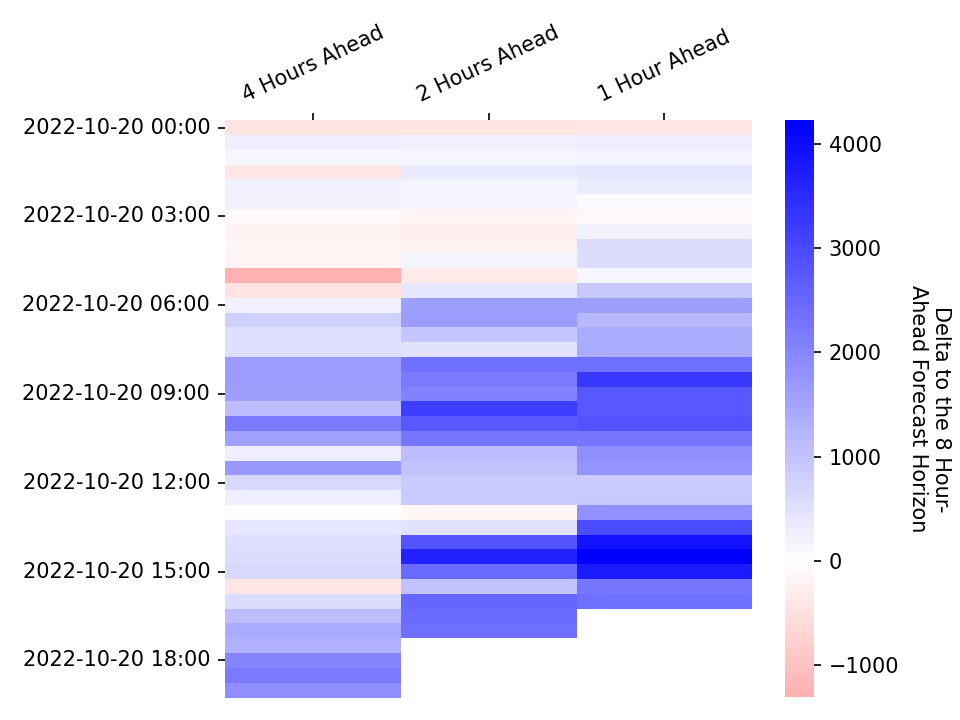 4 Hours Ahead
2 Hours Ahead
1 Hour Ahead
2022-10-20 00:00
2022-10-20 03:00
2022-10-20 06:00
2022-10-20 09:00
2022-10-20 12:00
2022-10-20 15:00
2022-10-20 18:00
4000
3000
2000
1000
0
−1000
Delta to the 8 Hour-
Ahead Forecast Horizon